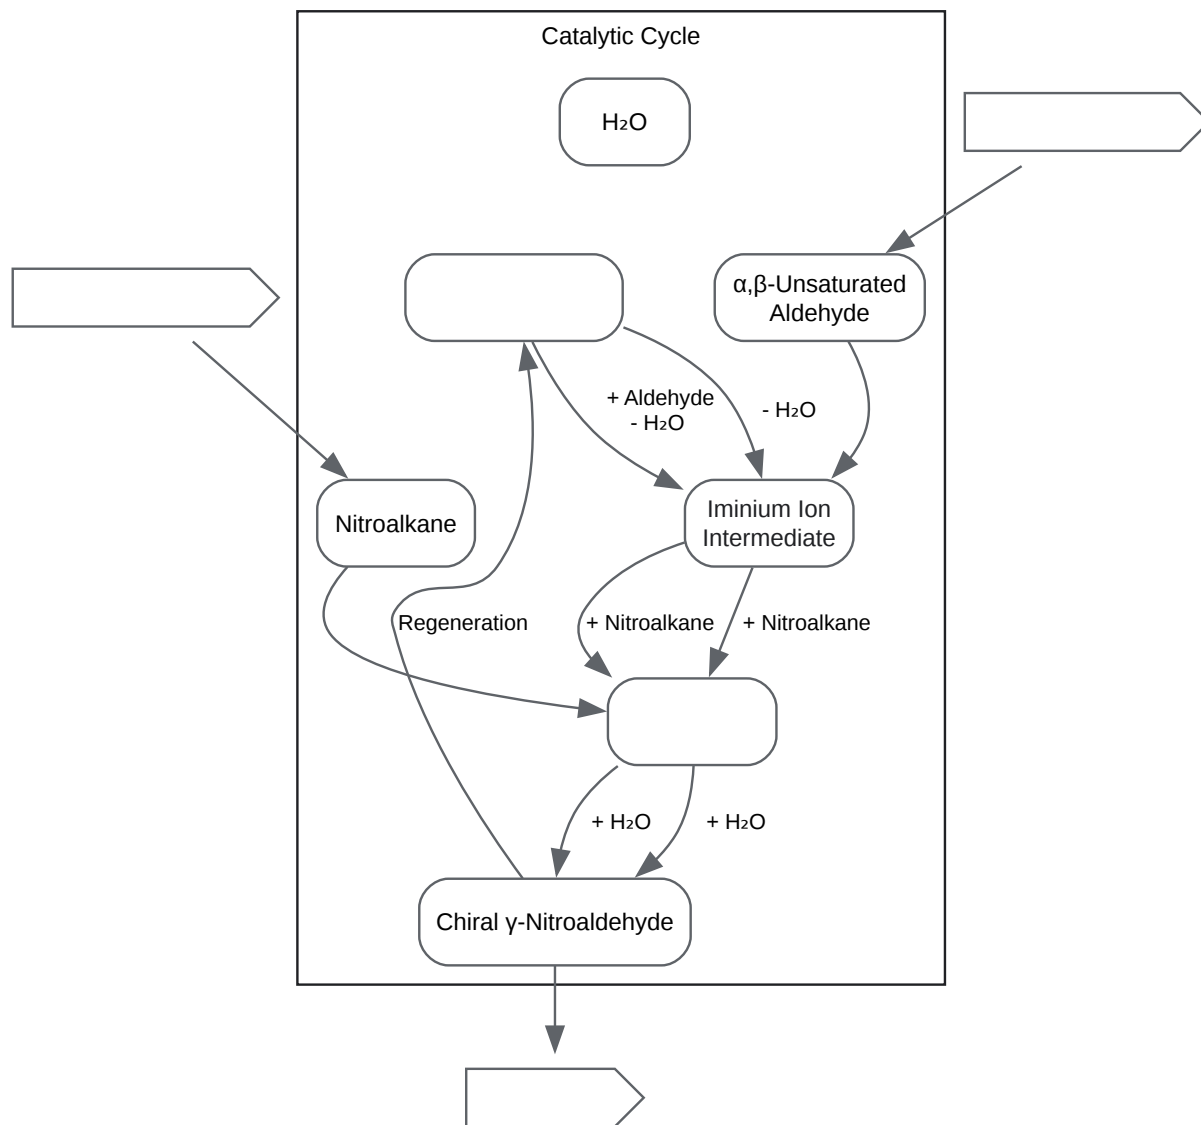 Catalytic Cycle
H₂O
α,β-Unsaturated
Aldehyde
+ Aldehyde
- H₂O
- H₂O
Iminium Ion
Intermediate
Nitroalkane
Regeneration
+ Nitroalkane
+ Nitroalkane
+ H₂O
+ H₂O
Chiral γ-Nitroaldehyde